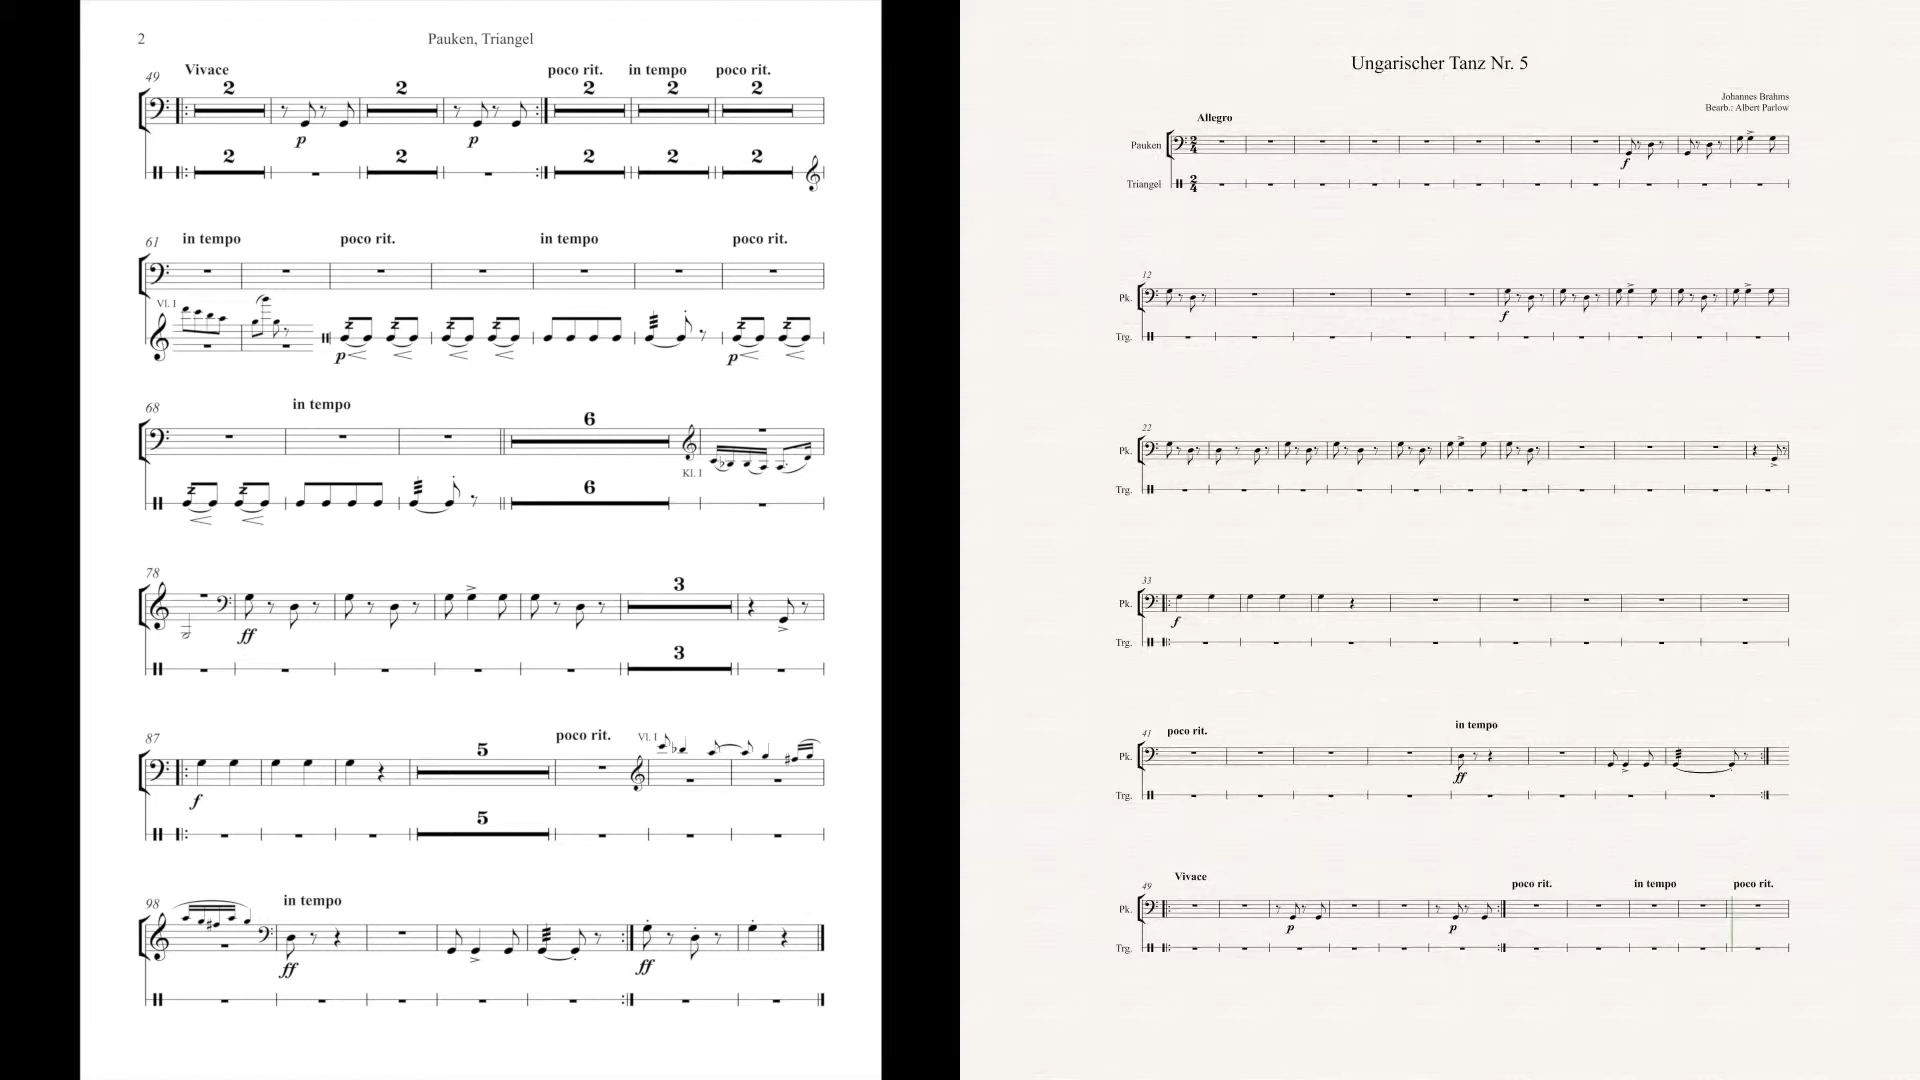 2
Pauken, Triangel
Vivace
poco rit.
in tempo
poco rit.
49
2
2
2
2
2
p
p
2
2
2
2
2
61
in tempo
poco rit.
in tempo
poco rit.
Vl. I
p
p
68
in tempo
6
Kl. I
6
78
3
ff
3
87
5
poco rit.
Vl. I
f
5
98
in tempo
ff
ff
Ungarischer Tanz Nr. 5
Johannes Brahms
Bearb.: Albert Parlow
Allegro
Pauken
2
4
f
Triangel
2
4
12
Pk.
f
Trg.
22
Pk.
Trg.
33
Pk.
f
Trg.
41
poco rit.
in tempo
Pk.
ff
Trg.
49
Vivace
poco rit.
in tempo
poco rit.
Pk.
p
p
Trg.